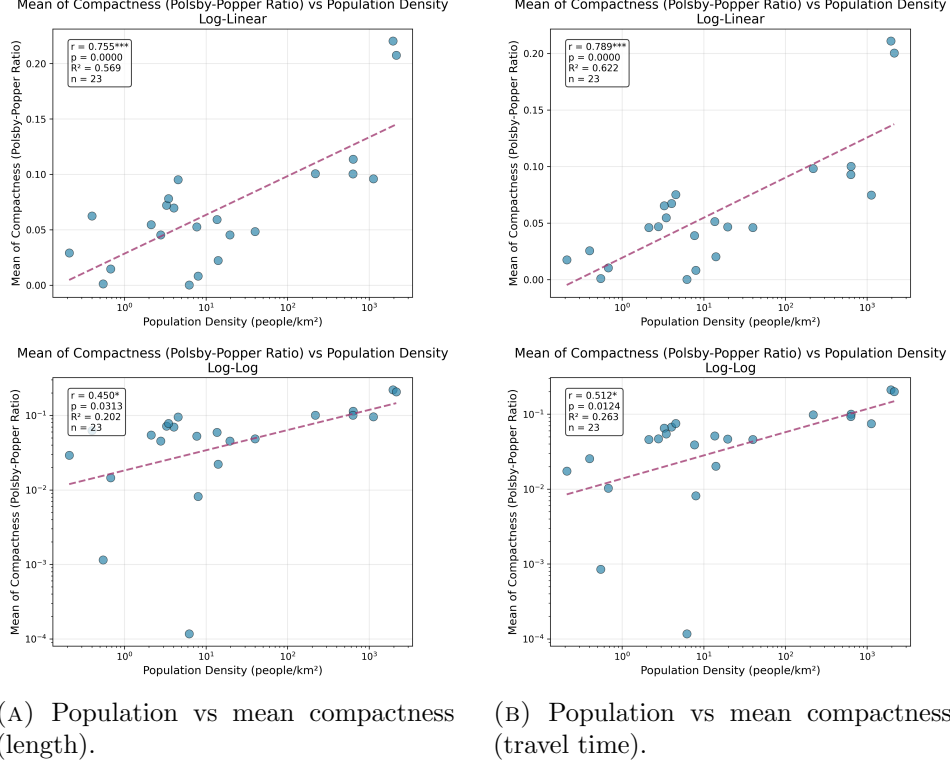 Mean of Compactness (Polsby-Popper Ratio) vs Population Density
Log-Linear
r = 0.755***
p = 0.0000
R² = 0.569
n = 23
Mean of Compactness (Polsby-Popper Ratio)
0.20
0.15
0.10
0.05
0.00
10⁰
10¹
10²
10³
Population Density (people/km²)
Mean of Compactness (Polsby-Popper Ratio) vs Population Density
Log-Linear
r = 0.789***
p = 0.0000
R² = 0.622
n = 23
Mean of Compactness (Polsby-Popper Ratio)
0.20
0.15
0.10
0.05
0.00
10⁰
10¹
10²
10³
Population Density (people/km²)
Mean of Compactness (Polsby-Popper Ratio) vs Population Density
Log-Log
r = 0.450*
p = 0.0313
R² = 0.202
n = 23
Mean of Compactness (Polsby-Popper Ratio)
10⁻¹
10⁻²
10⁻³
10⁻⁴
10⁰
10¹
10²
10³
Population Density (people/km²)
Mean of Compactness (Polsby-Popper Ratio) vs Population Density
Log-Log
r = 0.512*
p = 0.0124
R² = 0.263
n = 23
Mean of Compactness (Polsby-Popper Ratio)
10⁻¹
10⁻²
10⁻³
10⁻⁴
10⁰
10¹
10²
10³
Population Density (people/km²)
(A) Population vs mean compactness
(length).
(B) Population vs mean compactness
(travel time).